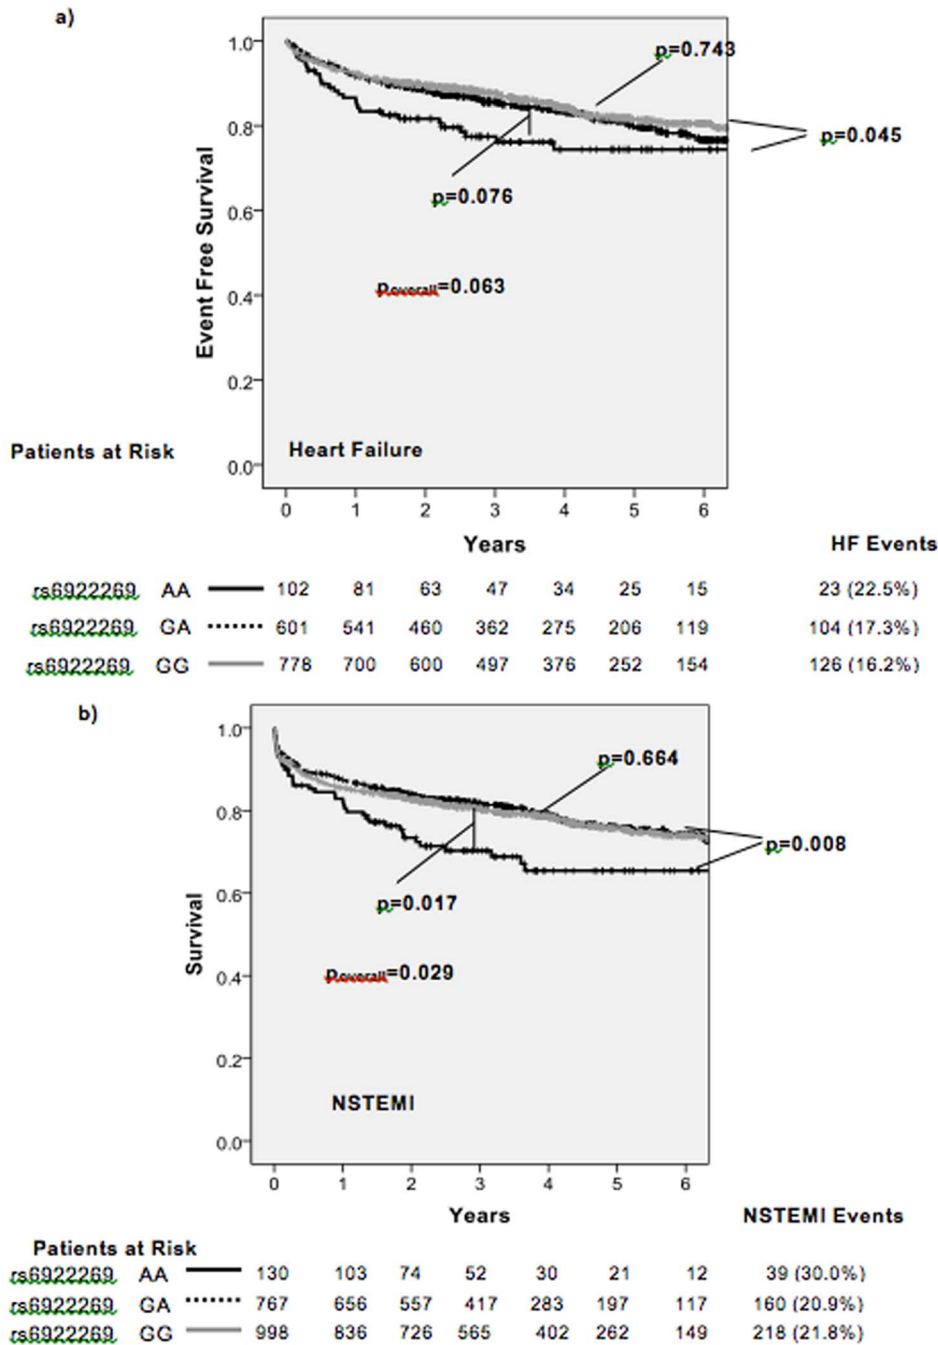 a)
1.0
p=0.743
0.8
p=0.045
p=0.076
0.6
Event Free Survival
poverall=0.063
0.4
0.2
Patients at Risk
Heart Failure
0.0
0 1 2 3 4 5 6
Years
HF Events
rs6922269 AA 102 81 63 47 34 25 15 23 (22.5%)
rs6922269 GA 601 541 460 362 275 206 119 104 (17.3%)
rs6922269 GG 778 700 600 497 376 252 154 126 (16.2%)
b)
1.0
p=0.664
0.8
p=0.008
p=0.017
0.6
Survival
poverall=0.029
0.4
0.2
NSTEMI
0.0
0 1 2 3 4 5 6
Years
NSTEMI Events
Patients at Risk
rs6922269 AA 130 103 74 52 30 21 12 39 (30.0%)
rs6922269 GA 767 656 557 417 283 197 117 160 (20.9%)
rs6922269 GG 998 836 726 565 402 262 149 218 (21.8%)